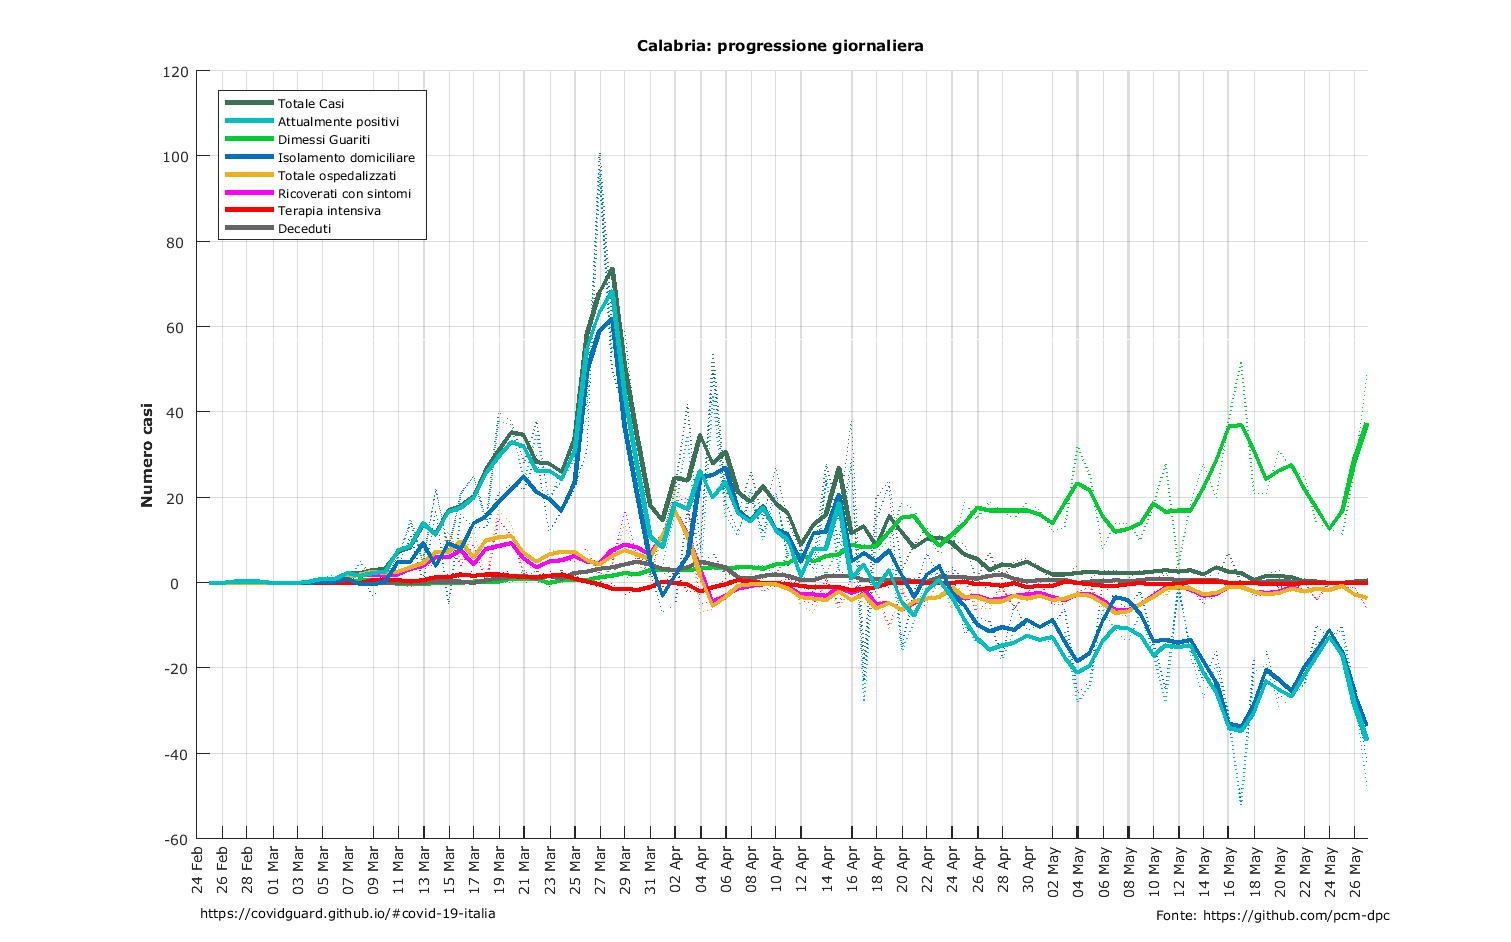 Calabria: progressione giornaliera
Numero casi
120
100
80
60
40
20
0
-20
-40
-60
Totale Casi
Attualmente positivi
Dimessi Guariti
Isolamento domiciliare
Totale ospedalizzati
Ricoverati con sintomi
Terapia intensiva
Deceduti
24 Feb
26 Feb
28 Feb
01 Mar
03 Mar
05 Mar
07 Mar
09 Mar
11 Mar
13 Mar
15 Mar
17 Mar
19 Mar
21 Mar
23 Mar
25 Mar
27 Mar
29 Mar
31 Mar
02 Apr
04 Apr
06 Apr
08 Apr
10 Apr
12 Apr
14 Apr
16 Apr
18 Apr
20 Apr
22 Apr
24 Apr
26 Apr
28 Apr
30 Apr
02 May
04 May
06 May
08 May
10 May
12 May
14 May
16 May
18 May
20 May
22 May
24 May
26 May
https://covidguard.github.io/#covid-19-italia
Fonte: https://github.com/pcm-dpc